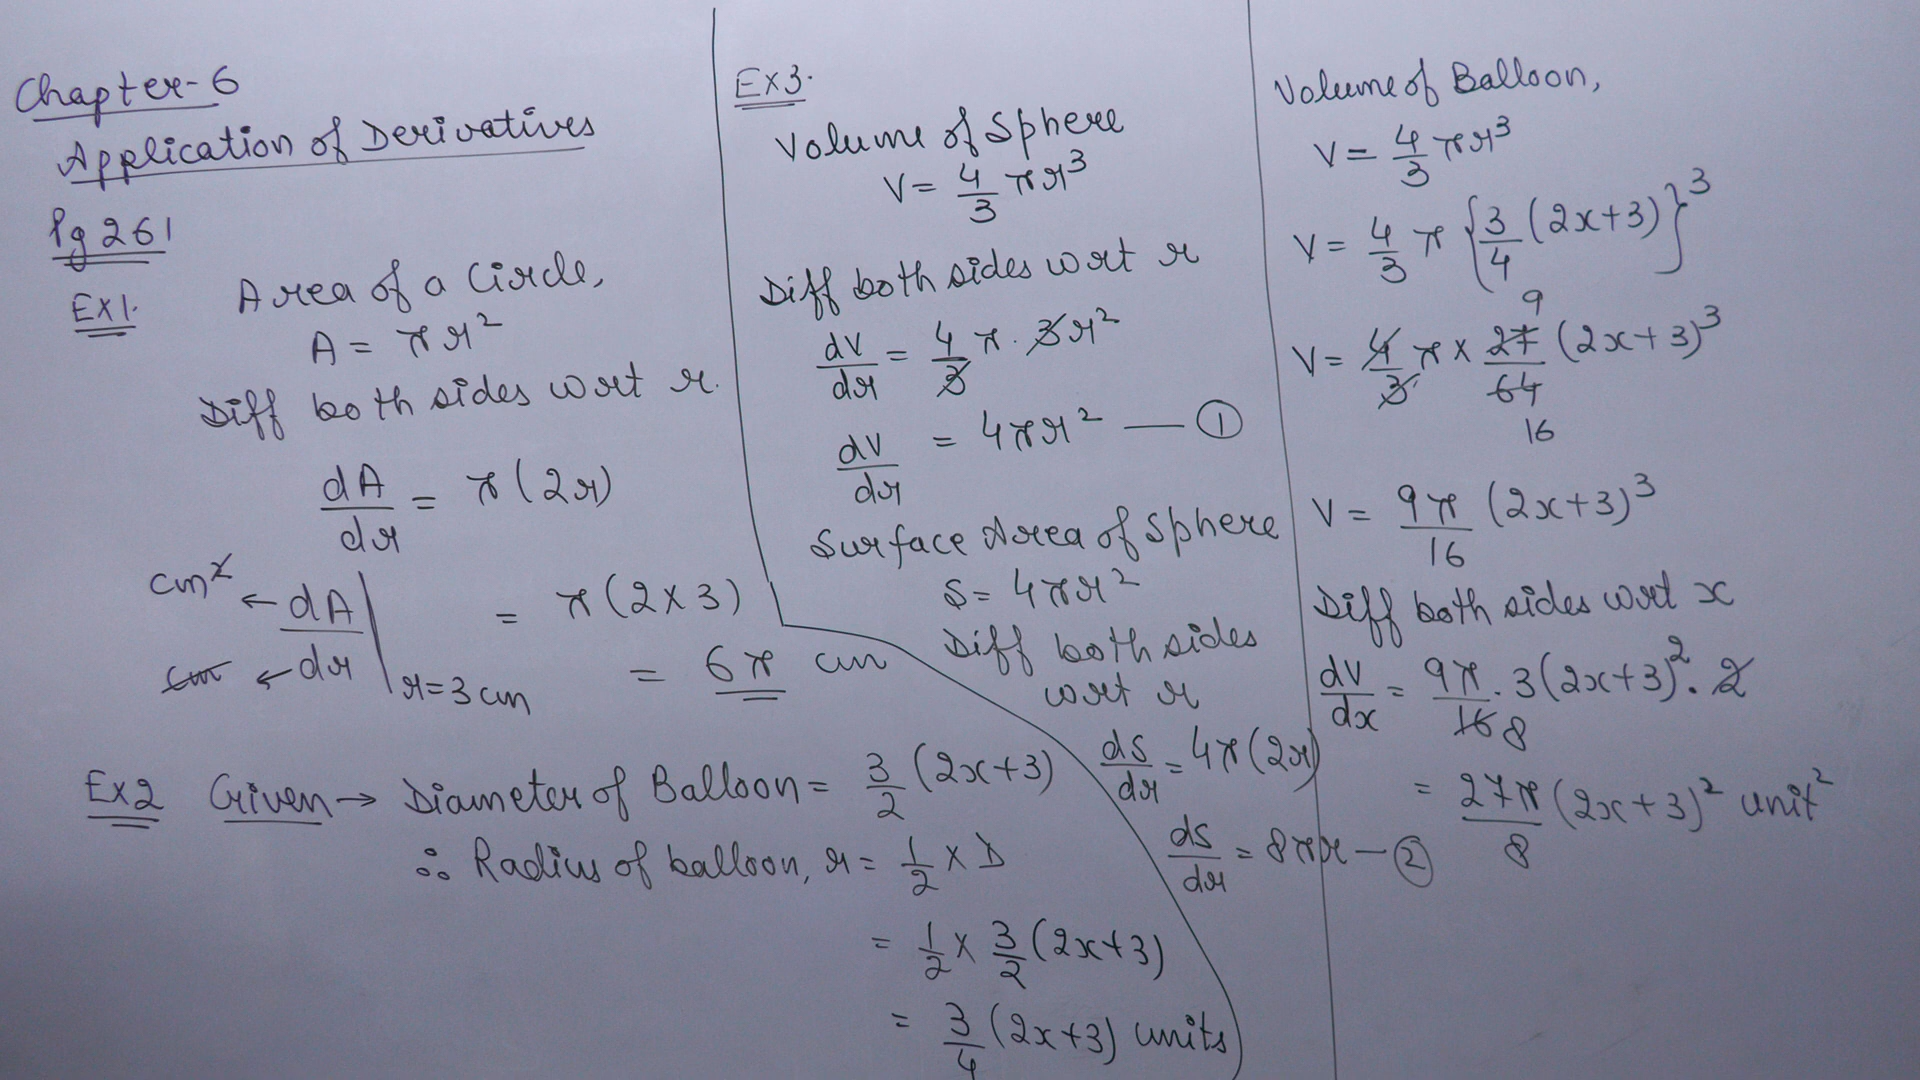 Chapter-6
Application of Derivatives
Pg 261
Ex1. Area of a Circle,
A = πr²
Diff both sides wrt r.
dA/dr = π(2r)
cm² ← dA/dr |r=3cm = π(2×3)
cm ← = 6π cm
Ex2 Given → Diameter of Balloon = 3/2 (2x+3)
∴ Radius of balloon, r = 1/2 × D
= 1/2 × 3/2 (2x+3)
= 3/4 (2x+3) units
Volume of Balloon,
V = 4/3 πr³
V = 4/3 π {3/4 (2x+3)}³
V = 4/3 π × 27/64 (2x+3)³
9
16
V = 9π/16 (2x+3)³
Diff both sides wrt x
dV/dx = 9π/16 . 3(2x+3)² . 2
8
= 27π/8 (2x+3)² unit²
Ex3.
Volume of Sphere
V = 4/3 πr³
Diff both sides wrt r
dV/dr = 4/3 π . 3r²
dV/dr = 4πr² — ①
Surface Area of Sphere
S = 4πr²
Diff both sides
wrt r
dS/dr = 4π(2r)
dS/dr = 8πr — ②